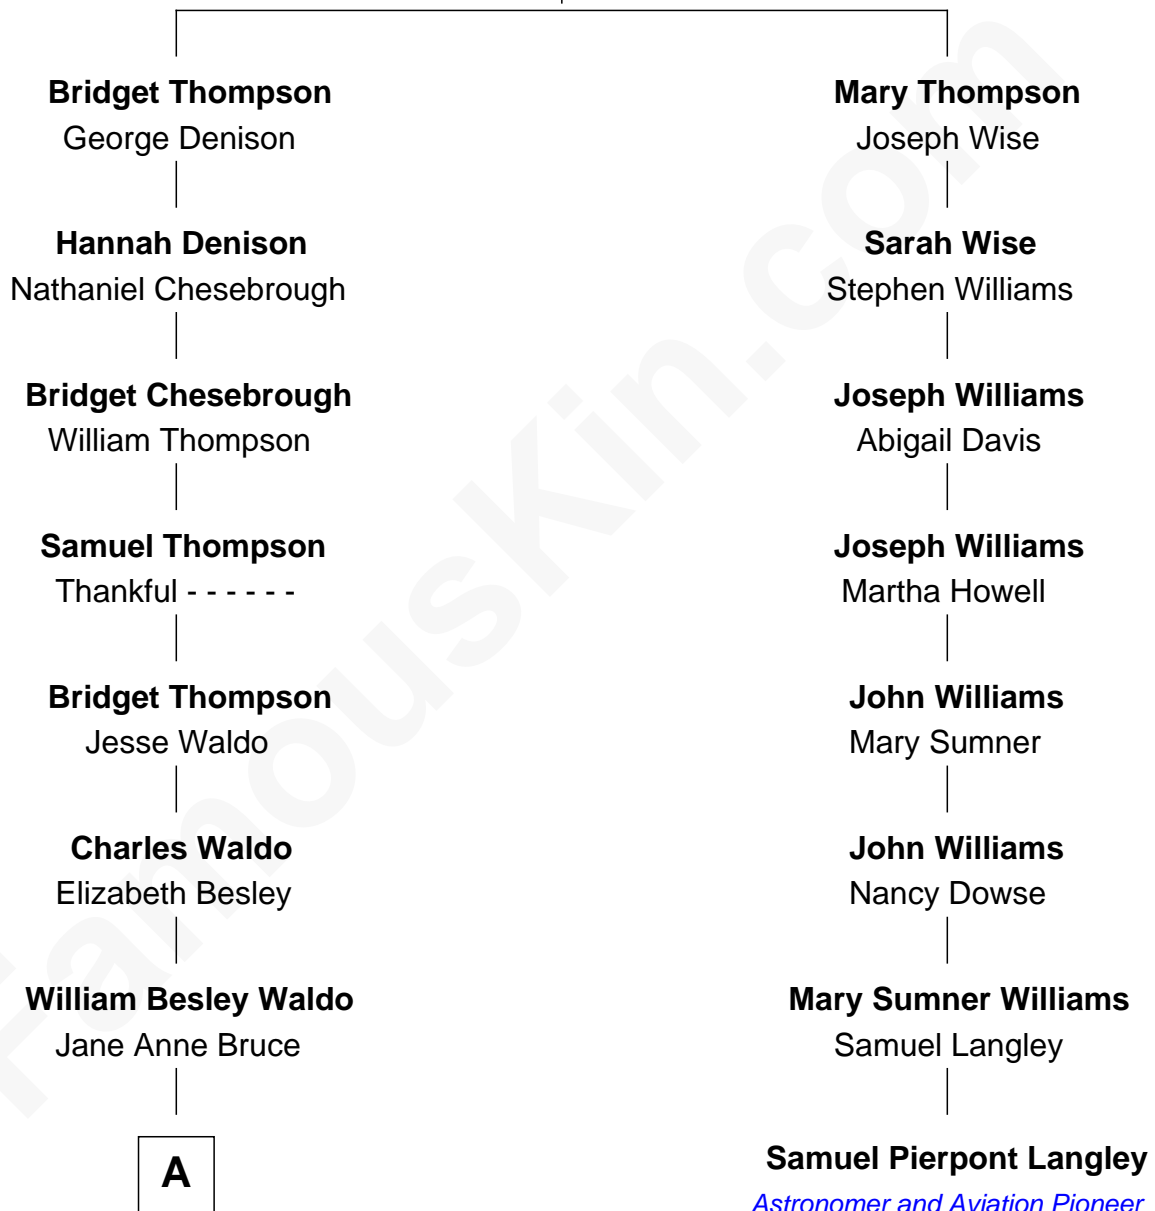 Bridget Thompson
George Denison
Hannah Denison
Nathaniel Chesebrough
Bridget Chesebrough
William Thompson
Samuel Thompson
Thankful - - - - - -
Bridget Thompson
Jesse Waldo
Charles Waldo
Elizabeth Besley
William Besley Waldo
Jane Anne Bruce
A
Mary Thompson
Joseph Wise
Sarah Wise
Stephen Williams
Joseph Williams
Abigail Davis
Joseph Williams
Martha Howell
John Williams
Mary Sumner
John Williams
Nancy Dowse
Mary Sumner Williams
Samuel Langley
Samuel Pierpont Langley
Astronomer and Aviation Pioneer
FamousKin.com